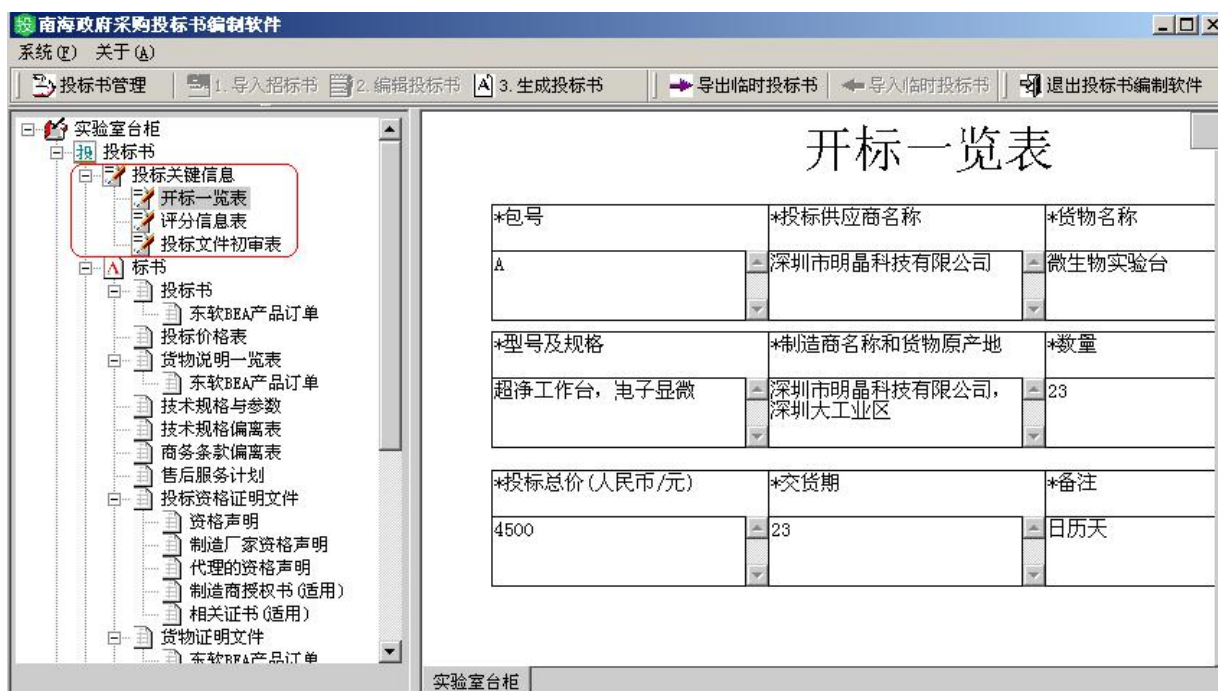 南海政府采购投标书编制软件
系统(F) 关于(A)
投标书管理 1. 导入招标书 2. 编辑投标书 3. 生成投标书 导出临时投标书 导入临时投标书 退出投标书编制软件
实验室台柜
投标书
投标关键信息
开标一览表
评分信息表
投标文件初审表
标书
投标书
东软BEA产品订单
投标价格表
货物说明一览表
东软BEA产品订单
技术规格与参数
技术规格偏离表
商务条款偏离表
售后服务计划
投标资格证明文件
资格声明
制造厂家资格声明
代理的资格声明
制造商授权书(适用)
相关证书(适用)
货物证明文件
东软BEA产品订单
开标一览表
*包号 *投标供应商名称 *货物名称
A 深圳市明晶科技有限公司 微生物实验台
*型号及规格 *制造商名称和货物原产地 *数量
超净工作台，电子显微 深圳市明晶科技有限公司， 23
深圳大工业区
*投标总价(人民币/元) *交货期 *备注
4500 23 日历天
实验室台柜